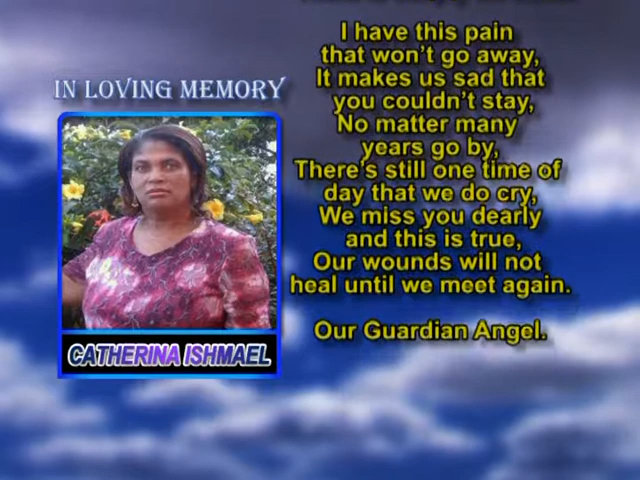 IN LOVING MEMORY
CATHERINA ISHMAEL
I have this pain
that won't go away,
It makes us sad that
you couldn't stay,
No matter many
years go by,
There's still one time of
day that we do cry,
We miss you dearly
and this is true,
Our wounds will not
heal until we meet again.
Our Guardian Angel.